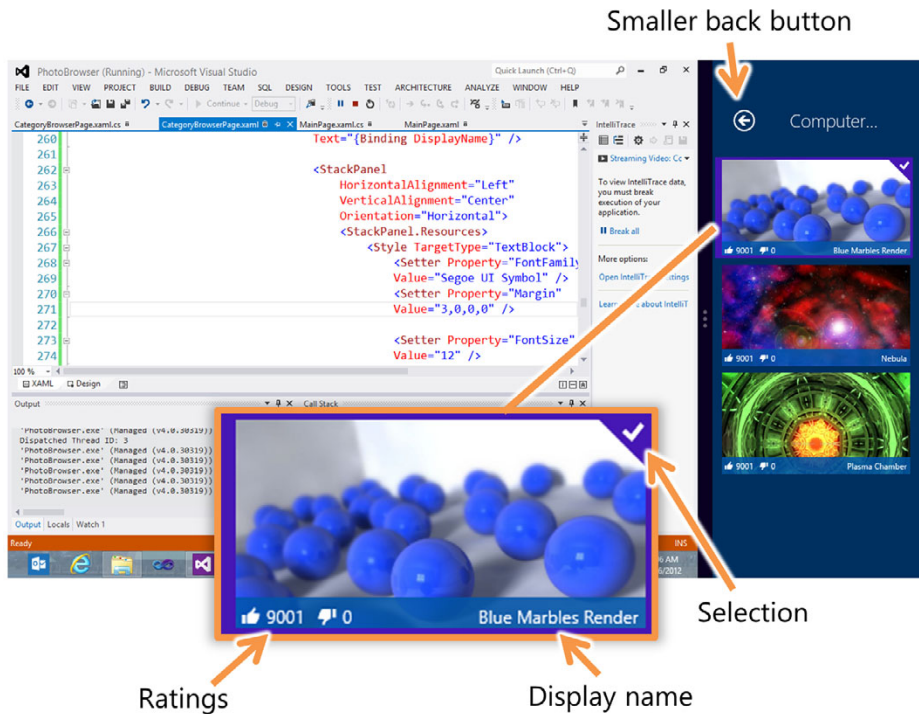 Smaller back button
PhotoBrowser (Running) - Microsoft Visual Studio
Quick Launch (Ctrl+Q)
FILE EDIT VIEW PROJECT BUILD DEBUG TEAM SQL DESIGN TOOLS TEST ARCHITECTURE ANALYZE WINDOW HELP
Continue Debug
CategoryBrowserPage.xaml.cs CategoryBrowserPage.xaml MainPage.xaml.cs MainPage.xaml
260 Text="{Binding DisplayName}" />
261
262 <StackPanel
263 HorizontalAlignment="Left"
264 VerticalAlignment="Center"
265 Orientation="Horizontal">
266 <StackPanel.Resources>
267 <Style TargetType="TextBlock">
268 <Setter Property="FontFamily
269 Value="Segoe UI Symbol" />
270 <Setter Property="Margin"
271 Value="3,0,0,0" />
272
273 <Setter Property="FontSize"
274 Value="12" />
100 %
XAML Design
IntelliTrace
Streaming Video: Cc
To view IntelliTrace data,
you must break
execution of your
application.
Break all
More options:
Open IntelliTrace settings
about IntelliT
Computer...
9001 0 Blue Marbles Render
9001 0 Nebula
9001 0 Plasma Chamber
Output
Call Stack
'PhotoBrowser.exe' (Managed (v4.0.30319))
Dispatched Thread ID: 3
'PhotoBrowser.exe' (Managed (v4.0.30319))
'PhotoBrowser.exe' (Managed (v4.0.30319))
'PhotoBrowser.exe' (Managed (v4.0.30319))
'PhotoBrowser.exe' (Managed (v4.0.30319))
'PhotoBrowser.exe' (Managed (v4.0.30319))
Output Locals Watch 1
Ready
INS
AM
/2012
9001 0 Blue Marbles Render
Selection
Ratings
Display name